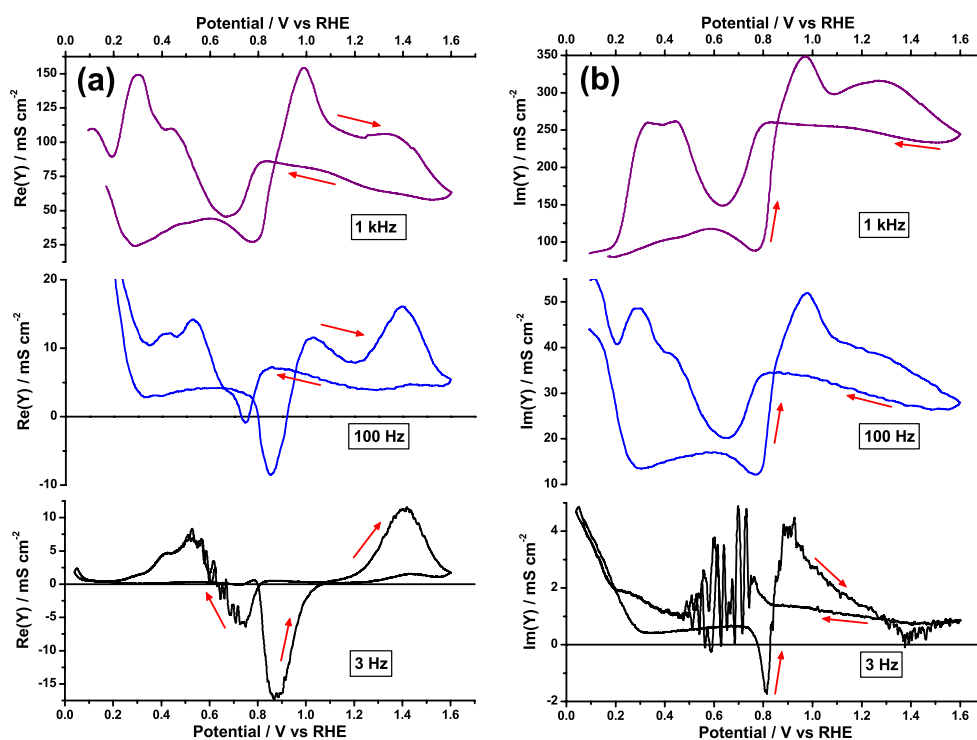 Potential / V vs RHE
0.0 0.2 0.4 0.6 0.8 1.0 1.2 1.4 1.6
(a)
Re(Y) / mS cm-2
150
125
100
75
50
25
1 kHz
Re(Y) / mS cm-2
20
10
0
-10
100 Hz
Re(Y) / mS cm-2
10
5
0
-5
-10
-15
3 Hz
0.0 0.2 0.4 0.6 0.8 1.0 1.2 1.4 1.6
Potential / V vs RHE
Potential / V vs RHE
0.0 0.2 0.4 0.6 0.8 1.0 1.2 1.4 1.6
(b)
Im(Y) / mS cm-2
350
300
250
200
150
100
1 kHz
Im(Y) / mS cm-2
50
40
30
20
10
100 Hz
Im(Y) / mS cm-2
4
2
0
-2
3 Hz
0.0 0.2 0.4 0.6 0.8 1.0 1.2 1.4 1.6
Potential / V vs RHE